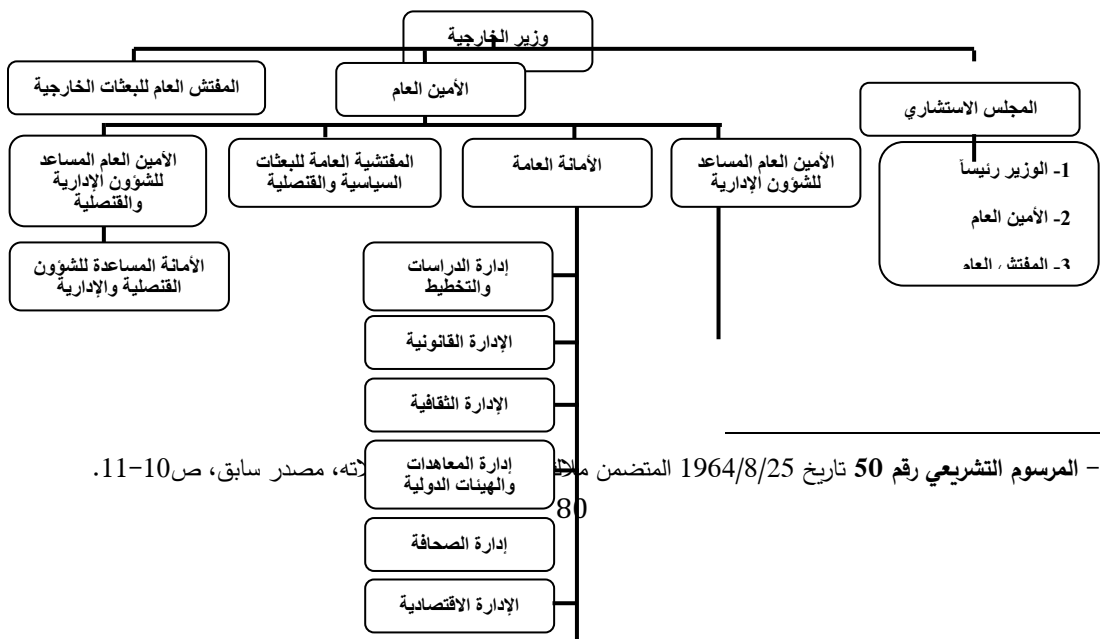 وزير الخارجية
المجلس الاستشاري
الأمين العام
المفتش العام للبعثات الخارجية
1- الوزير رئيساً
2- الأمين العام
3- المفتش العام
الأمين العام المساعد
للشؤون الإدارية
الأمانة العامة
المفتشية العامة للبعثات
السياسية والقنصلية
الأمين العام المساعد
للشؤون الإدارية
والقنصلية
الأمانة المساعدة للشؤون
القنصلية والإدارية
إدارة الدراسات
والتخطيط
الإدارة القانونية
الإدارة الثقافية
إدارة المعاهدات
والهيئات الدولية
إدارة الصحافة
الإدارة الاقتصادية
- المرسوم التشريعي رقم 50 تاريخ 1964/8/25 المتضمن مصدر سابق، ص10-11.
80